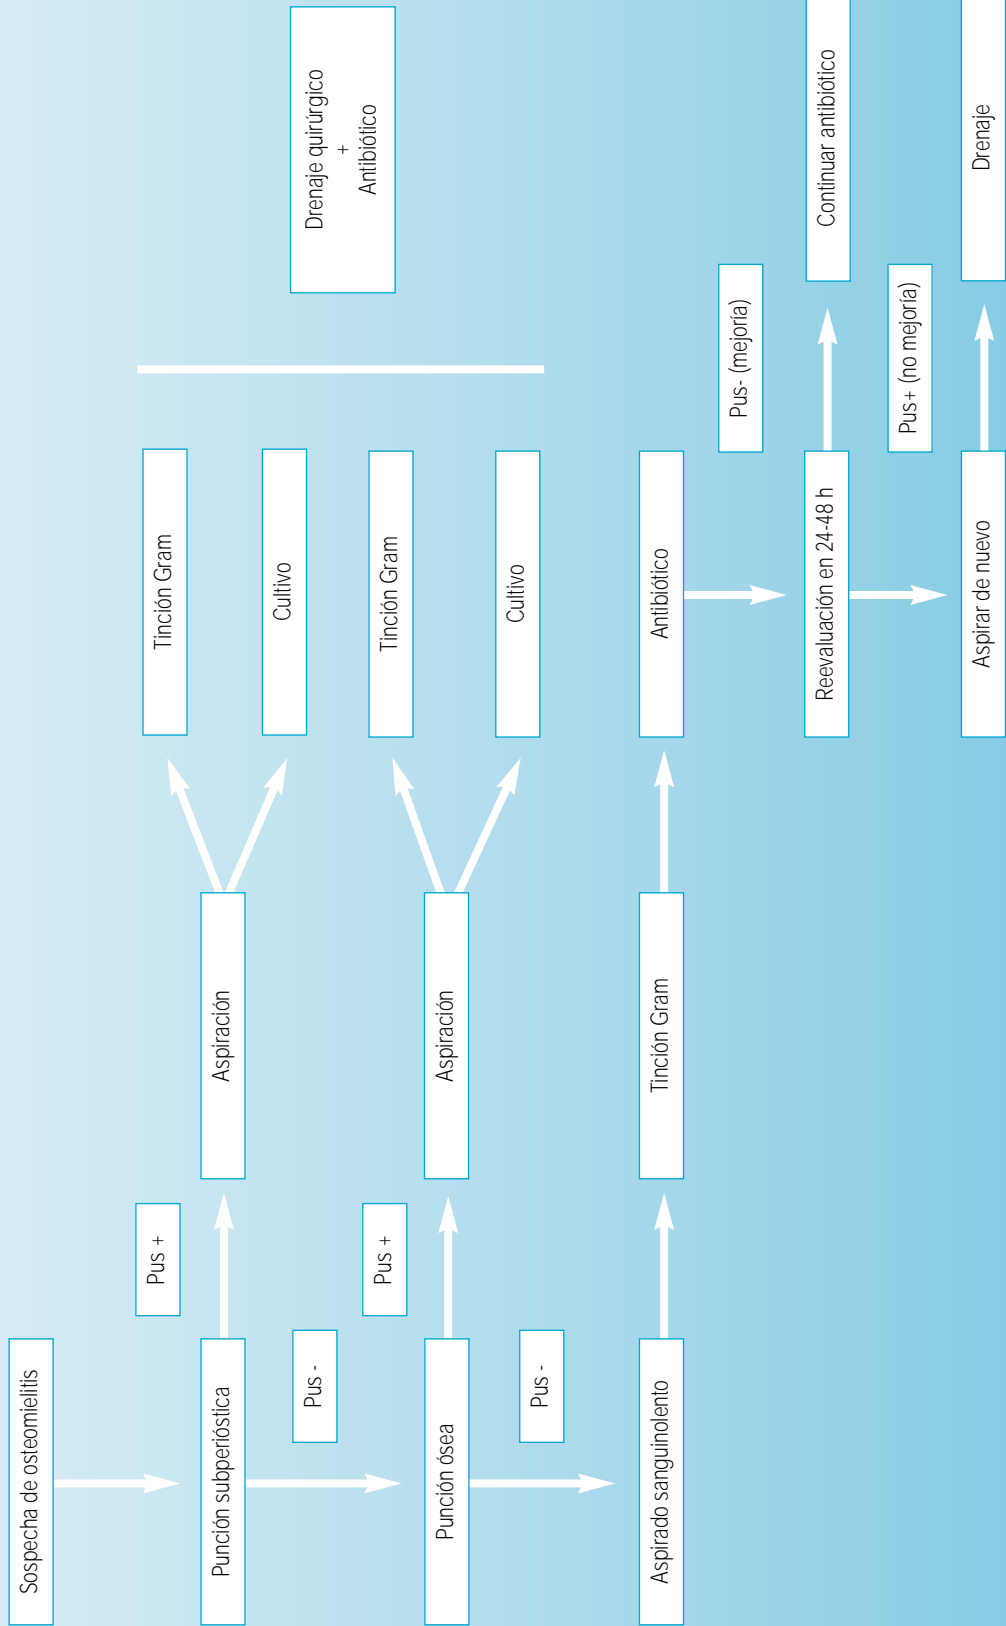 Sospecha de osteomielitis
Punción subperióstica
Pus +
Aspiración
Tinción Gram
Cultivo
Pus -
Punción ósea
Pus +
Aspiración
Tinción Gram
Cultivo
Drenaje quirúrgico
+
Antibiótico
Pus -
Aspirado sanguinolento
Tinción Gram
Antibiótico
Pus- (mejoría)
Reevaluación en 24-48 h
Continuar antibiótico
Pus+ (no mejoría)
Aspirar de nuevo
Drenaje